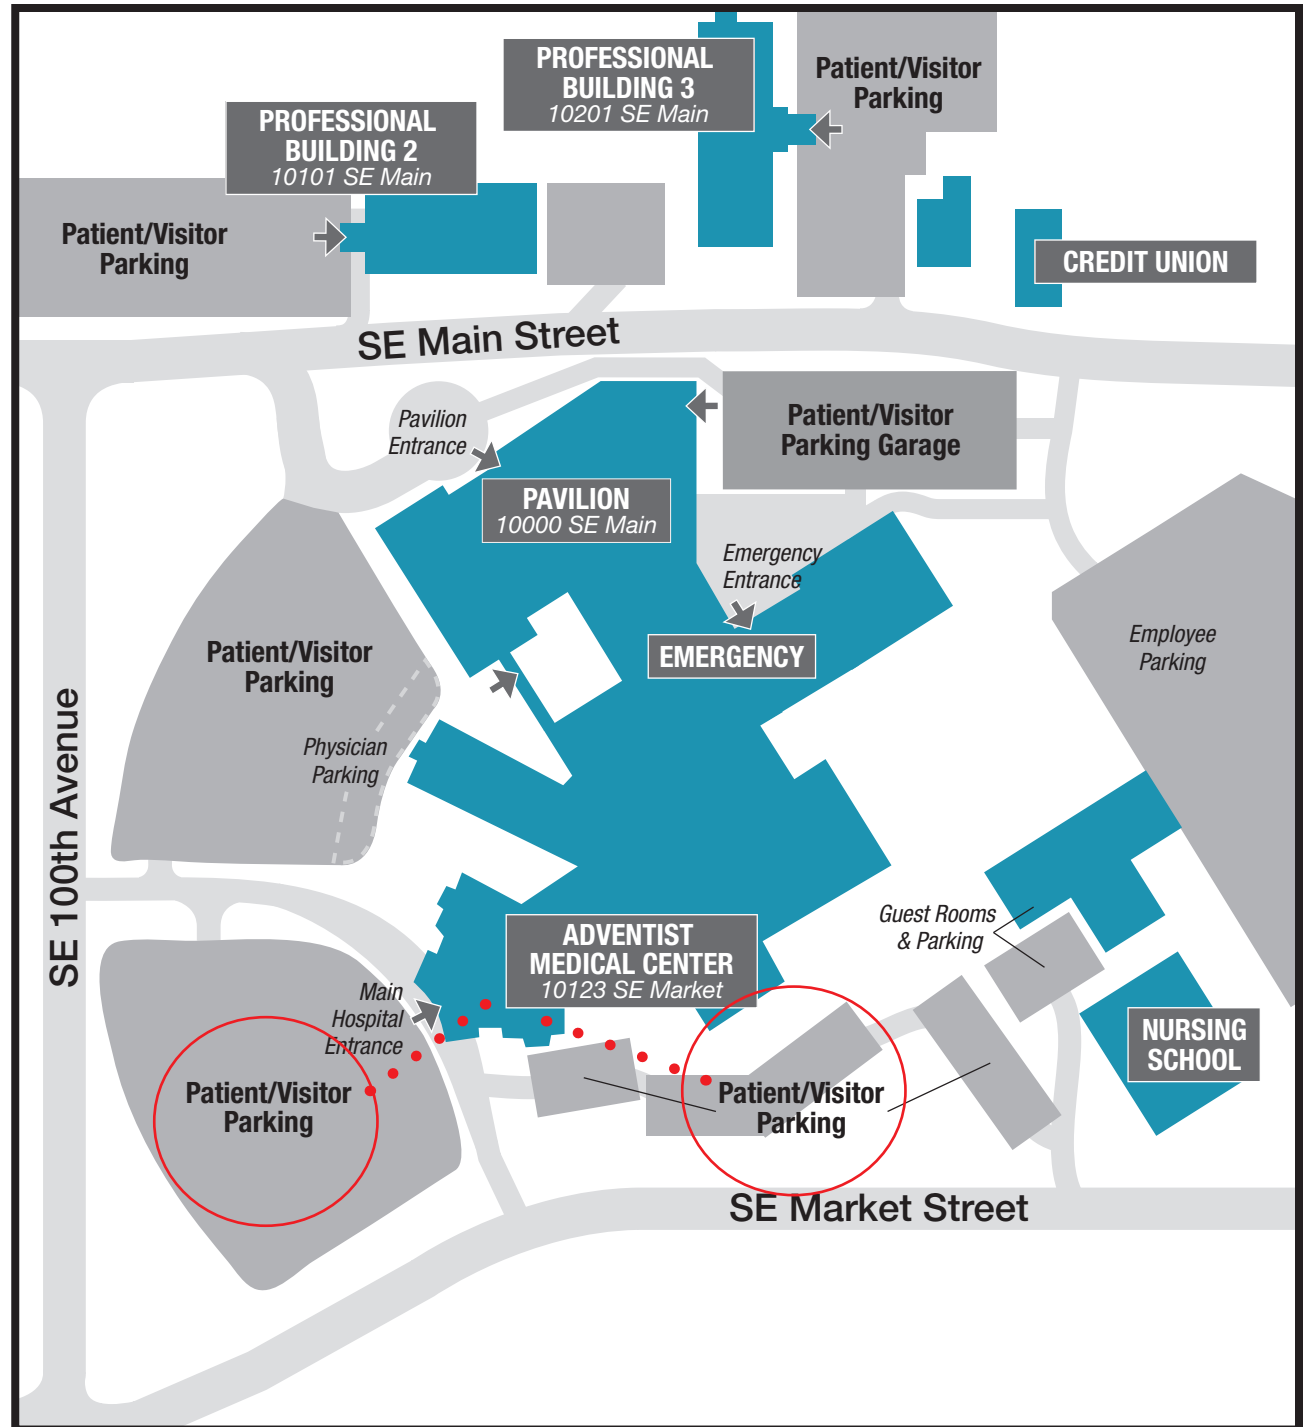 PROFESSIONAL
BUILDING 3
10201 SE Main
Patient/Visitor
Parking
PROFESSIONAL
BUILDING 2
10101 SE Main
Patient/Visitor
Parking
CREDIT UNION
SE Main Street
Pavilion
Entrance
Patient/Visitor
Parking Garage
PAVILION
10000 SE Main
Emergency
Entrance
EMERGENCY
Employee
Parking
Patient/Visitor
Parking
Physician
Parking
SE 100th Avenue
Guest Rooms
& Parking
ADVENTIST
MEDICAL CENTER
10123 SE Market
Main
Hospital
Entrance
NURSING
SCHOOL
Patient/Visitor
Parking
Patient/Visitor
Parking
SE Market Street